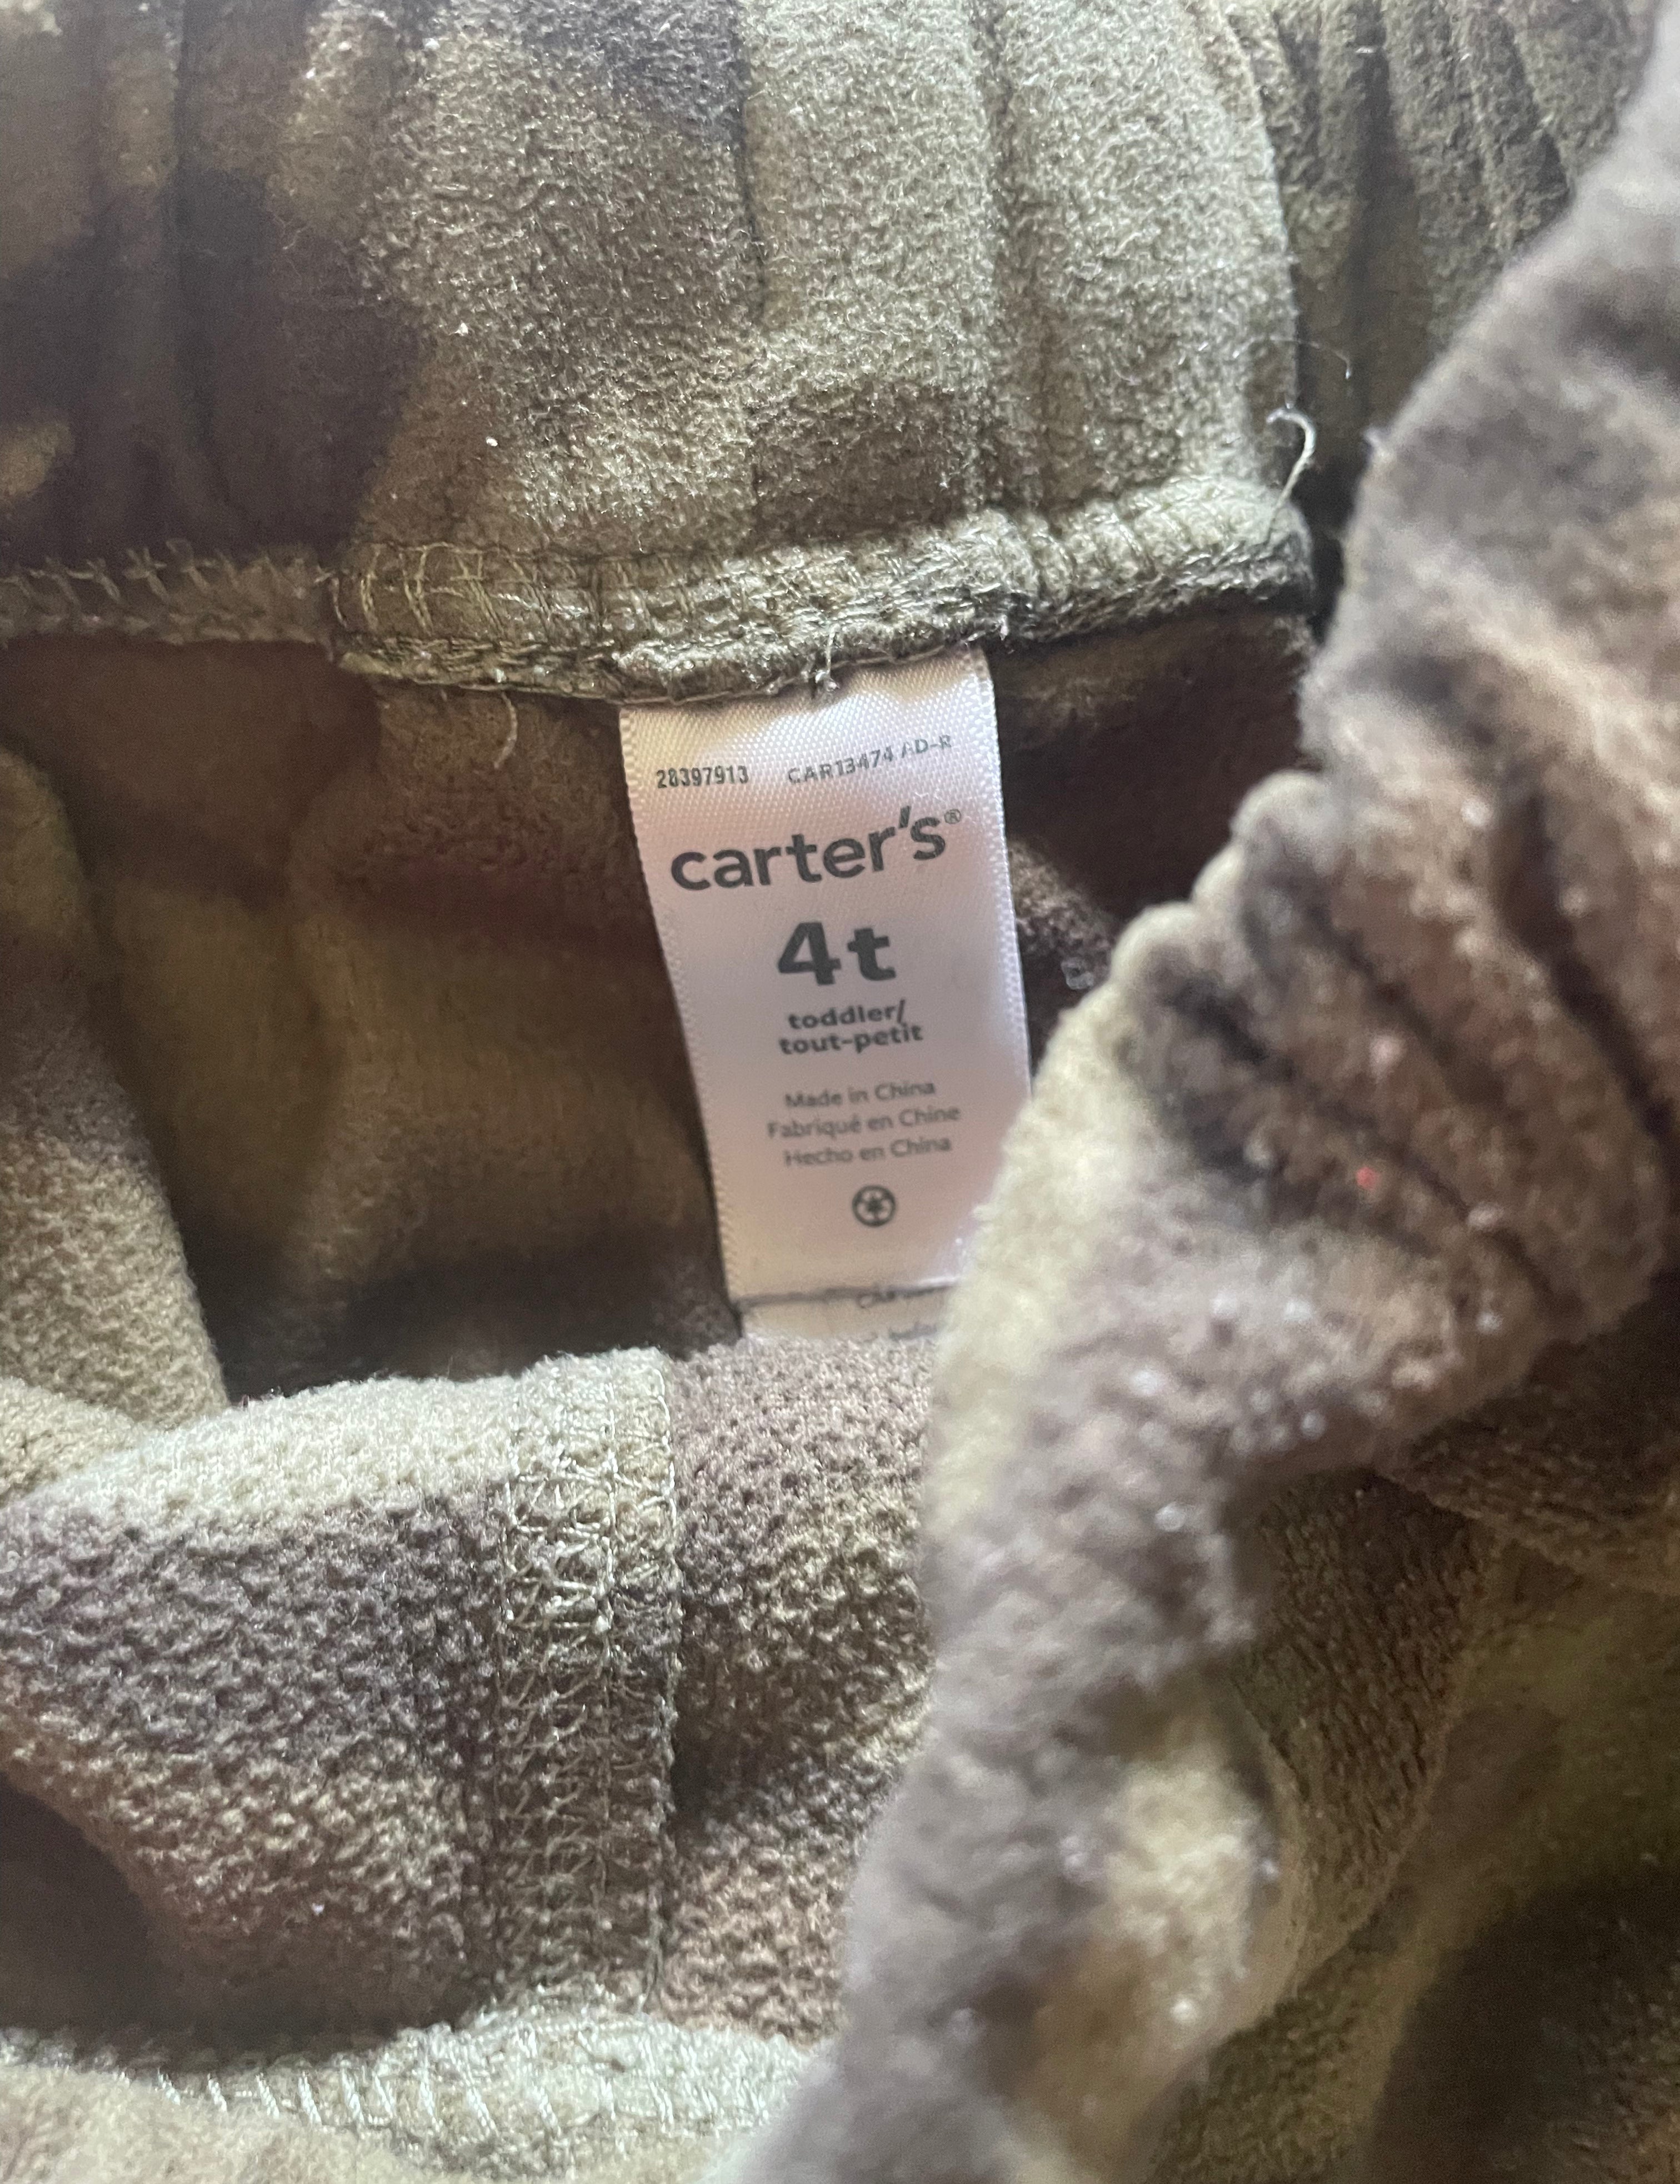 28397913 CAR13474 AD-R
carter's®
4t
toddler/
tout-petit
Made in China
Fabriqué en Chine
Hecho en China